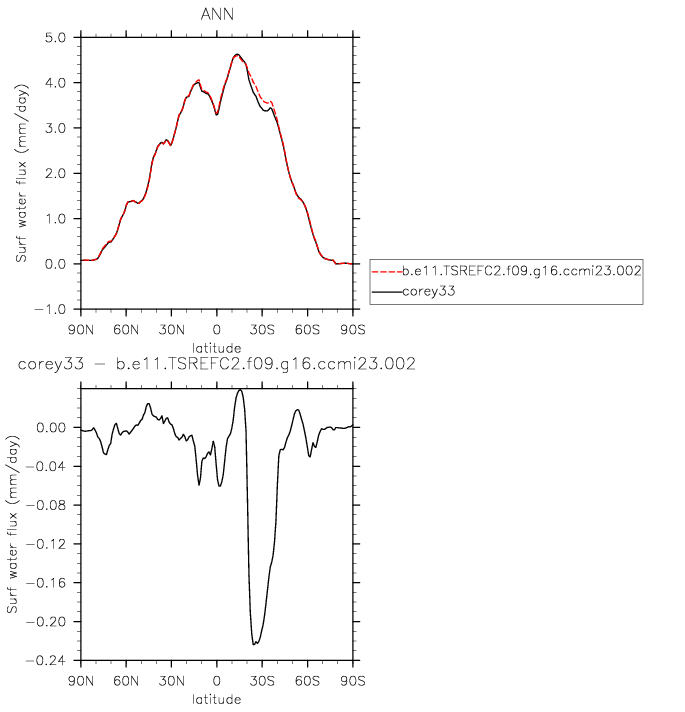 ANN
Surf water flux (mm/day)
5.0
4.0
3.0
2.0
1.0
0.0
−1.0
90N 60N 30N 0 30S 60S 90S
latitude
b.e11.TSREFC2.f09.g16.ccmi23.002
corey33
corey33 − b.e11.TSREFC2.f09.g16.ccmi23.002
Surf water flux (mm/day)
0.00
−0.04
−0.08
−0.12
−0.16
−0.20
−0.24
90N 60N 30N 0 30S 60S 90S
latitude